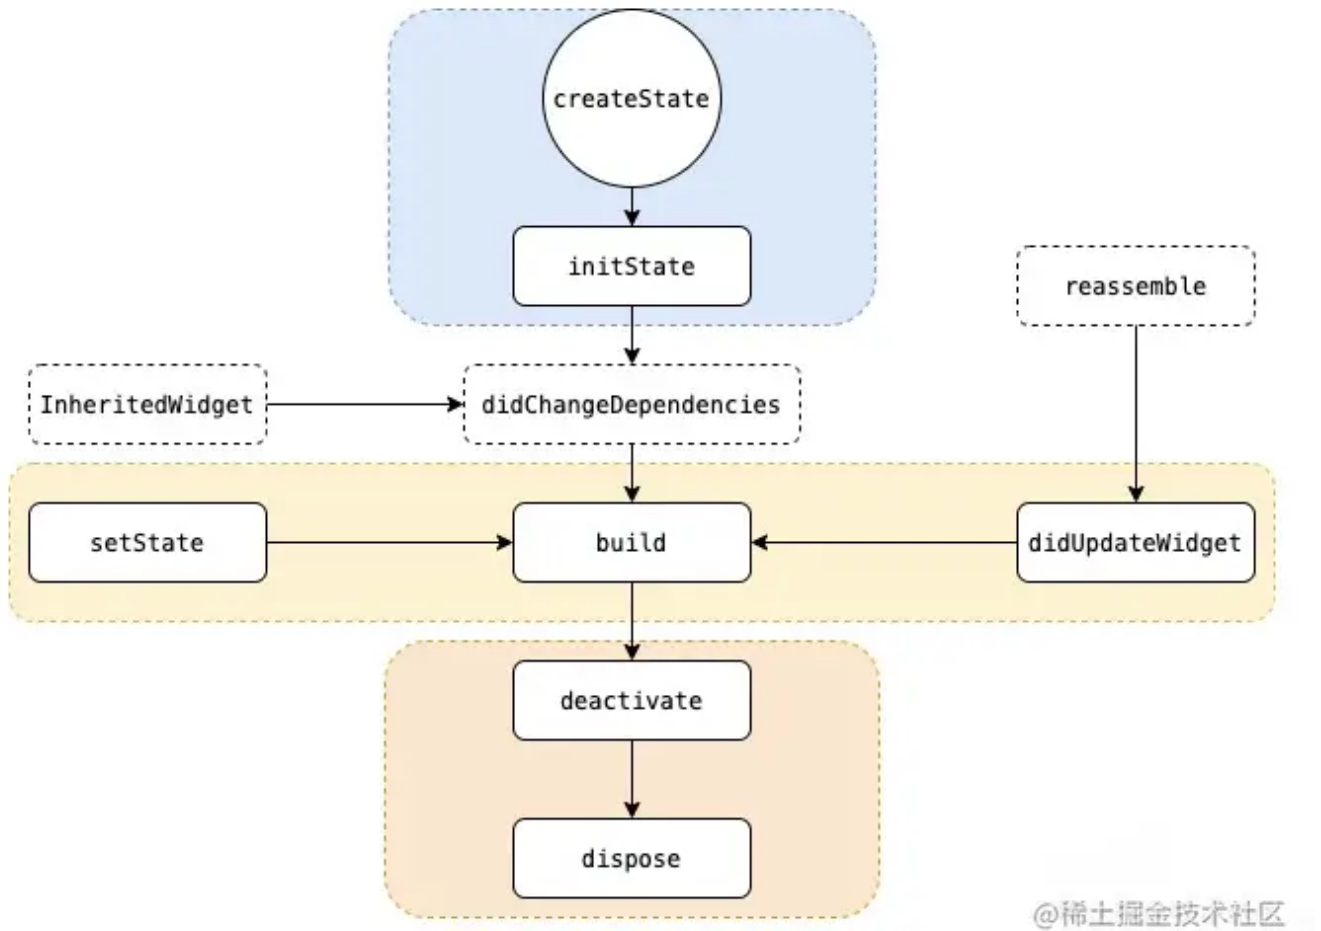 createState
initState
reassemble
InheritedWidget
didChangeDependencies
setState
build
didUpdateWidget
deactivate
dispose
@稀土掘金技术社区